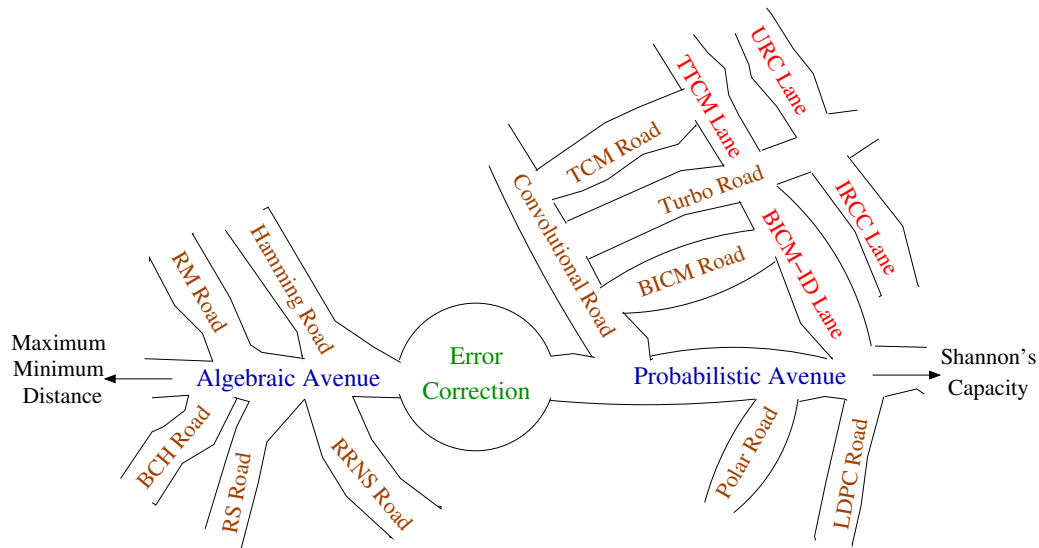 URC Lane
TTCM Lane
TCM Road
Turbo Road
IRCC Lane
Convolutional Road
BICM Road
BICM-ID Lane
Hamming Road
RM Road
Maximum
Minimum
Distance
Algebraic Avenue
Error
Correction
Probabilistic Avenue
Shannon's
Capacity
BCH Road
RS Road
RRNS Road
Polar Road
LDPC Road